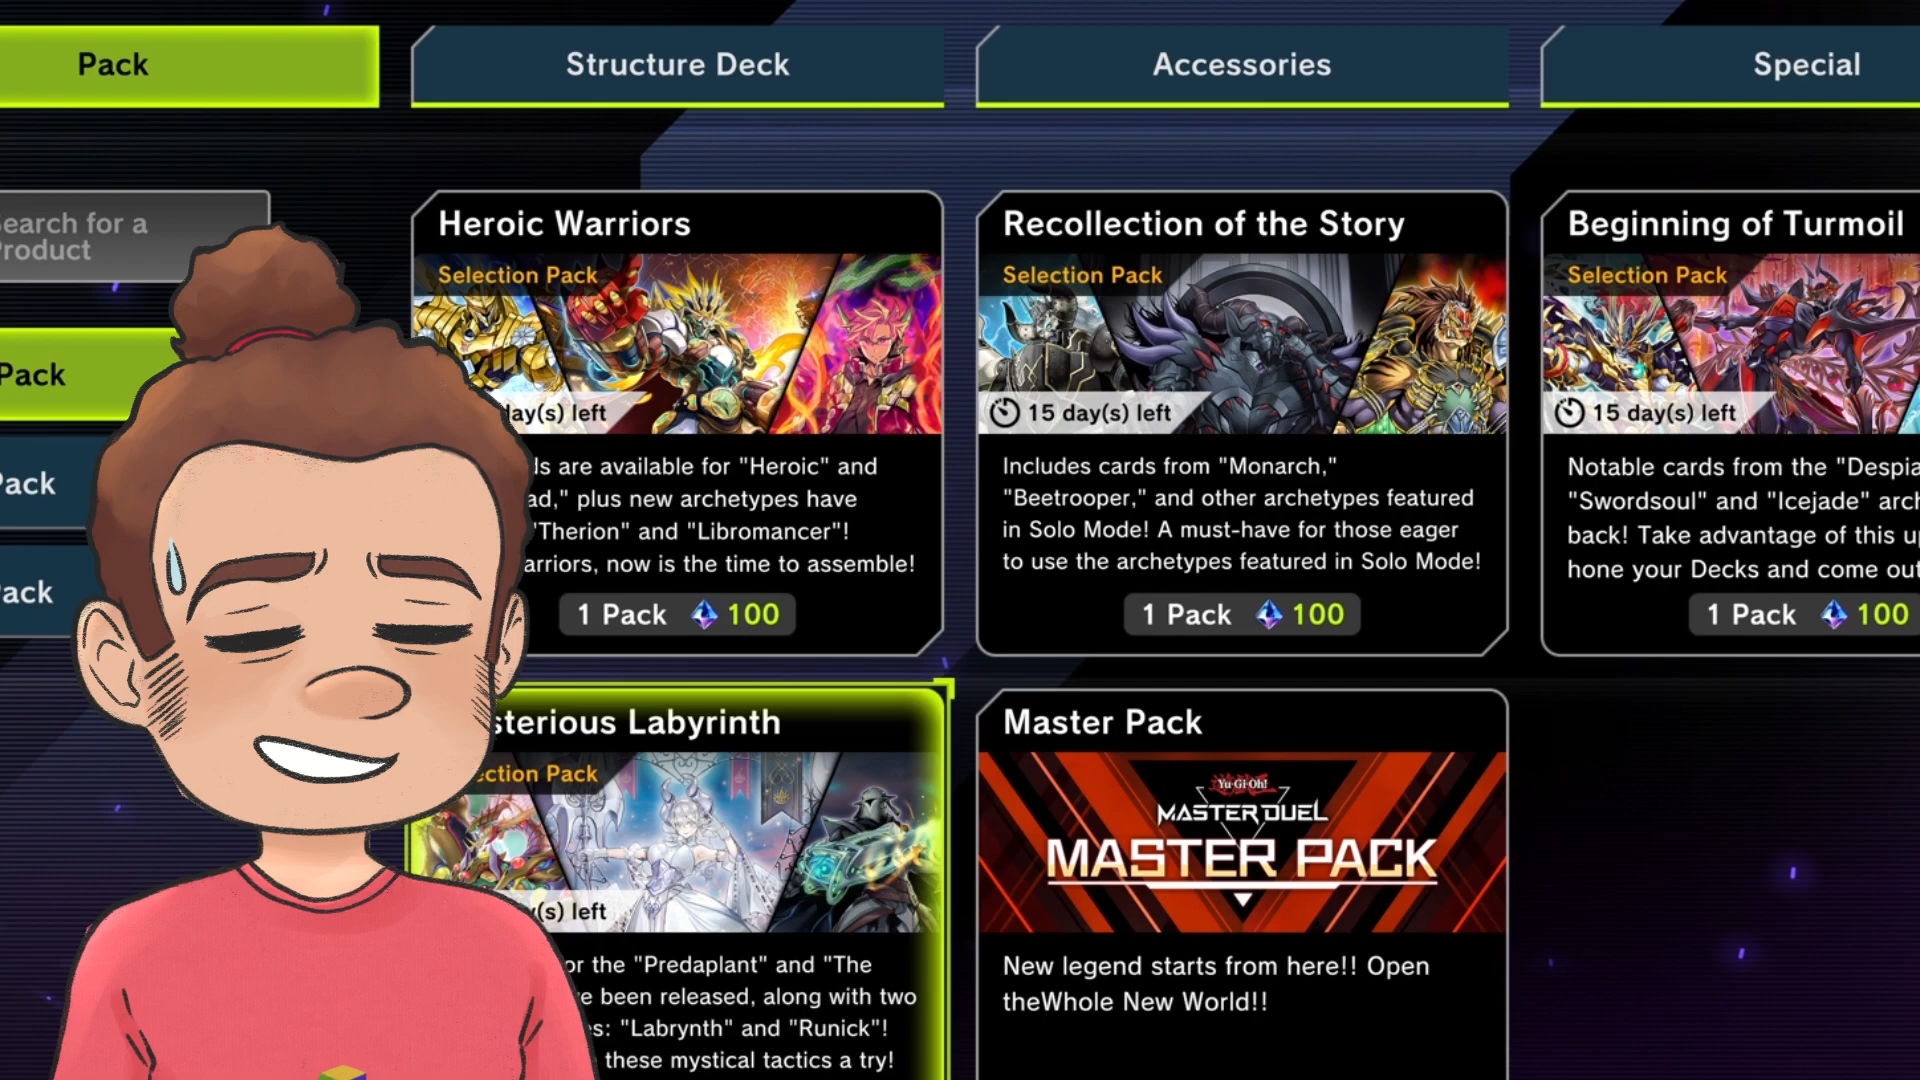 Pack
Structure Deck
Accessories
Special
earch for a
roduct
Pack
Pack
Pack
Heroic Warriors
Selection Pack
day(s) left
ls are available for "Heroic" and
ad," plus new archetypes have
"Therion" and "Libromancer"!
arriors, now is the time to assemble!
1 Pack 100
Recollection of the Story
Selection Pack
15 day(s) left
Includes cards from "Monarch,"
"Beetrooper," and other archetypes featured
in Solo Mode! A must-have for those eager
to use the archetypes featured in Solo Mode!
1 Pack 100
Beginning of Turmoil
Selection Pack
15 day(s) left
Notable cards from the "Despia
"Swordsoul" and "Icejade" arch
back! Take advantage of this u
hone your Decks and come out
1 Pack 100
sterious Labyrinth
ection Pack
y(s) left
or the "Predaplant" and "The
e been released, along with two
es: "Labrynth" and "Runick"!
these mystical tactics a try!
Master Pack
Yu-Gi-Oh!
MASTER DUEL
MASTER PACK
New legend starts from here!! Open
theWhole New World!!